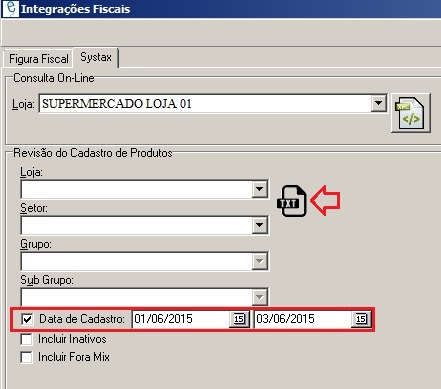 Integrações Fiscais
Figura Fiscal Systax
Consulta On-Line
Loja: SUPERMERCADO LOJA 01
Revisão do Cadastro de Produtos
Loja:
TXT
Setor:
Grupo:
Sub Grupo:
Data de Cadastro: 01/06/2015 15 03/06/2015 15
Incluir Inativos
Incluir Fora Mix